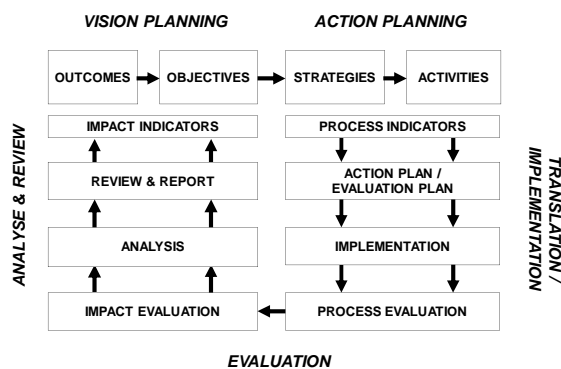 VISION PLANNING
ACTION PLANNING
OUTCOMES
OBJECTIVES
STRATEGIES
ACTIVITIES
IMPACT INDICATORS
PROCESS INDICATORS
REVIEW & REPORT
ACTION PLAN /
EVALUATION PLAN
ANALYSIS
IMPLEMENTATION
IMPACT EVALUATION
PROCESS EVALUATION
ANALYSE & REVIEW
TRANSLATION /
IMPLEMENTATION
EVALUATION